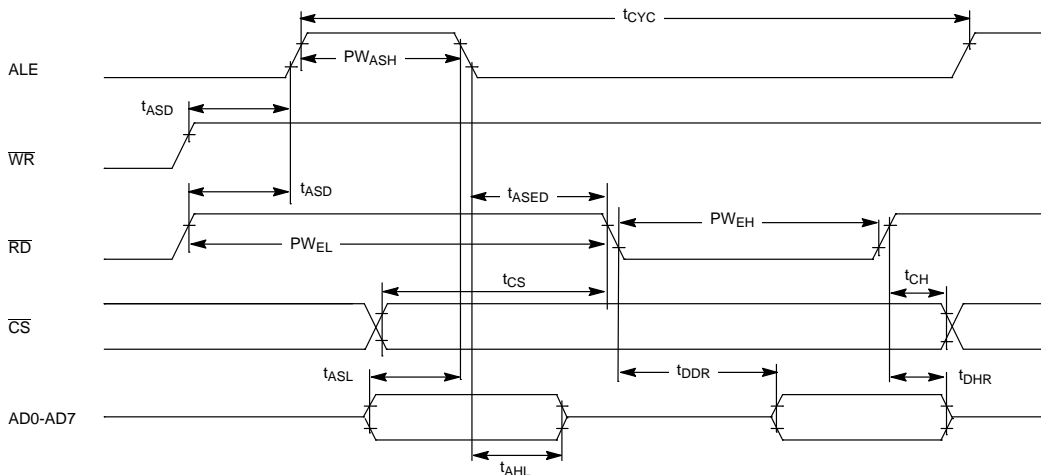 tCYC
ALE
PWASH
tASD
WR
tASD
tASED
RD
PWEL
PWEH
tCS
tCH
CS
tASL
tDDR
tDHR
AD0-AD7
tAHL